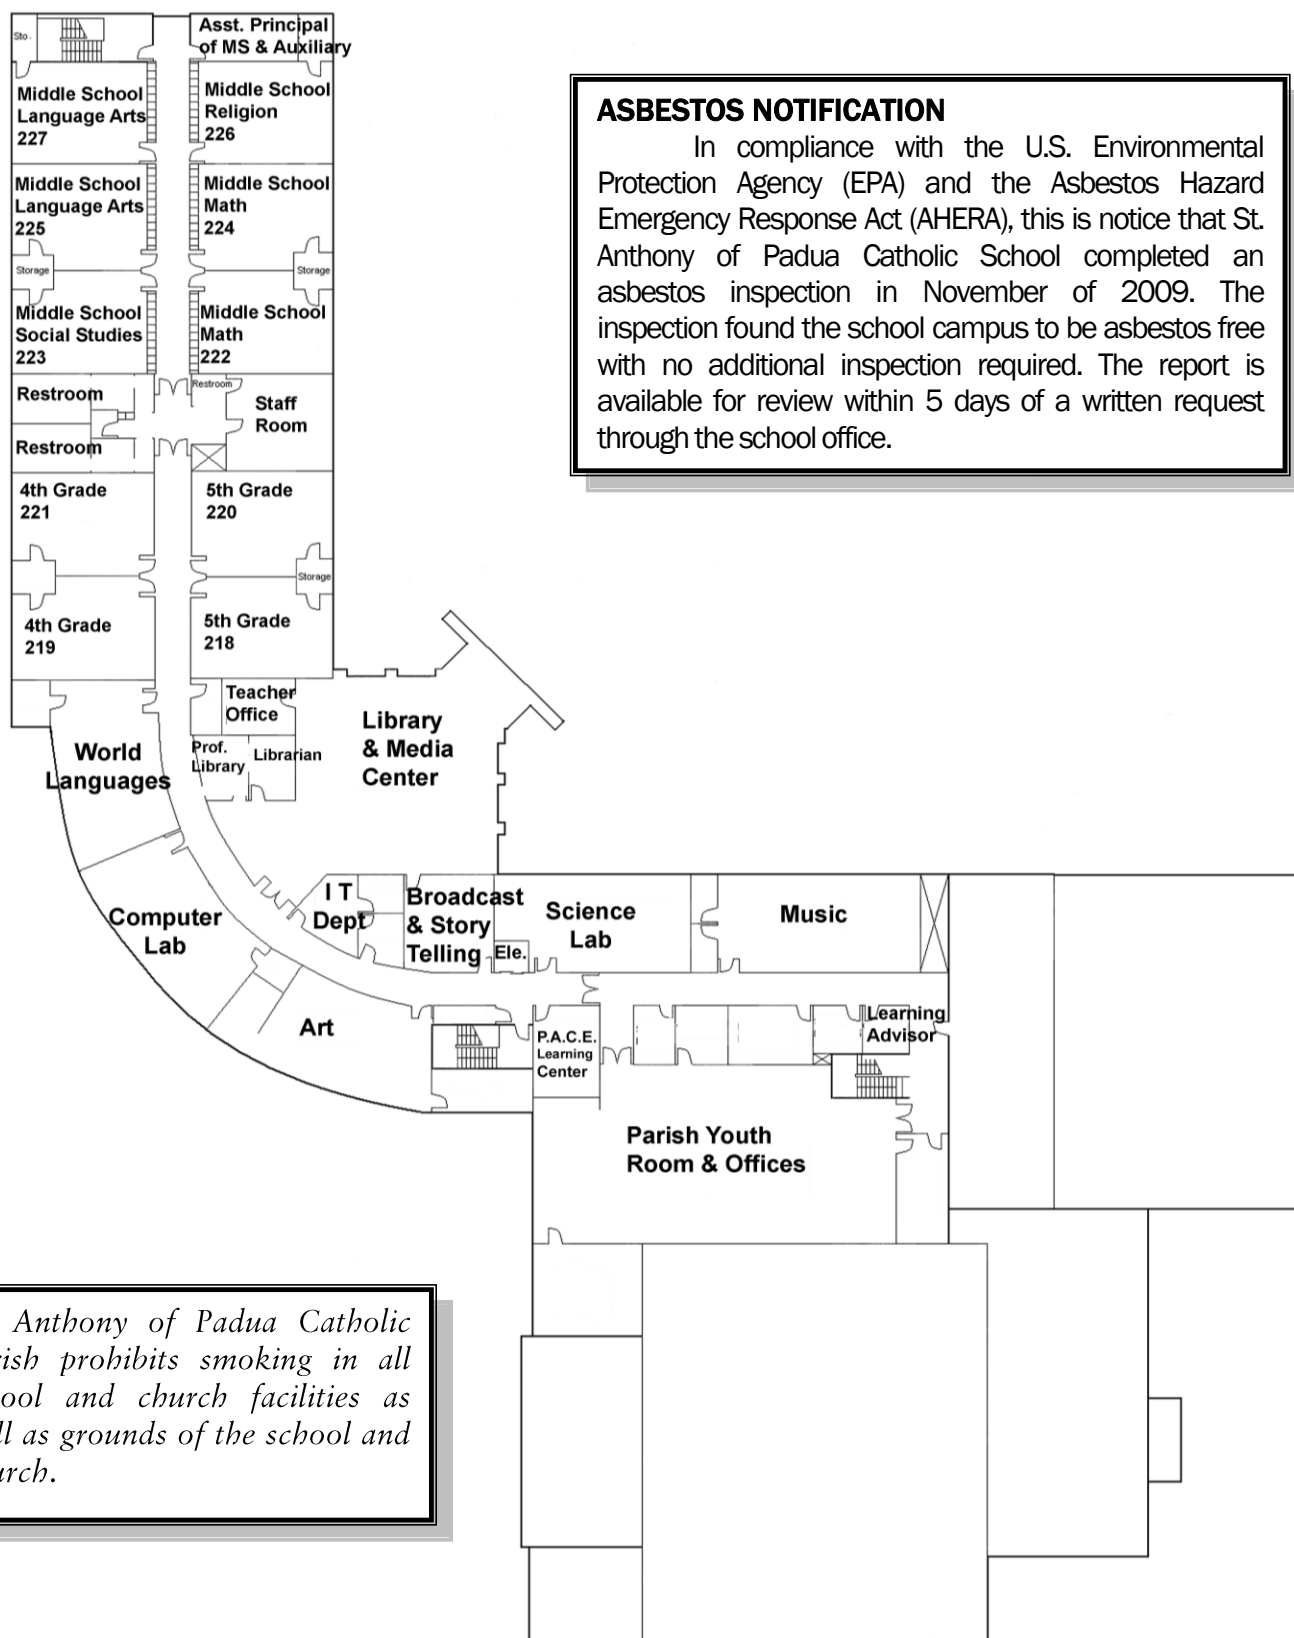 Sto.
Asst. Principal
of MS & Auxiliary
Middle School
Language Arts
227
Middle School
Religion
226
Middle School
Language Arts
225
Middle School
Math
224
Storage
Storage
Middle School
Social Studies
223
Middle School
Math
222
Restroom
Restroom
Restroom
Staff
Room
4th Grade
221
5th Grade
220
Storage
4th Grade
219
5th Grade
218
Teacher
Office
Prof.
Library
Librarian
Library
& Media
Center
World
Languages
Computer
Lab
I T
Dept
Broadcast
& Story
Telling
Ele.
Science
Lab
Music
Art
P.A.C.E.
Learning
Center
Learning
Advisor
Parish Youth
Room & Offices
ASBESTOS NOTIFICATION
In compliance with the U.S. Environmental
Protection Agency (EPA) and the Asbestos Hazard
Emergency Response Act (AHERA), this is notice that St.
Anthony of Padua Catholic School completed an
asbestos inspection in November of 2009. The
inspection found the school campus to be asbestos free
with no additional inspection required. The report is
available for review within 5 days of a written request
through the school office.
Anthony of Padua Catholic
prohibits smoking in all
and church facilities as
as grounds of the school and